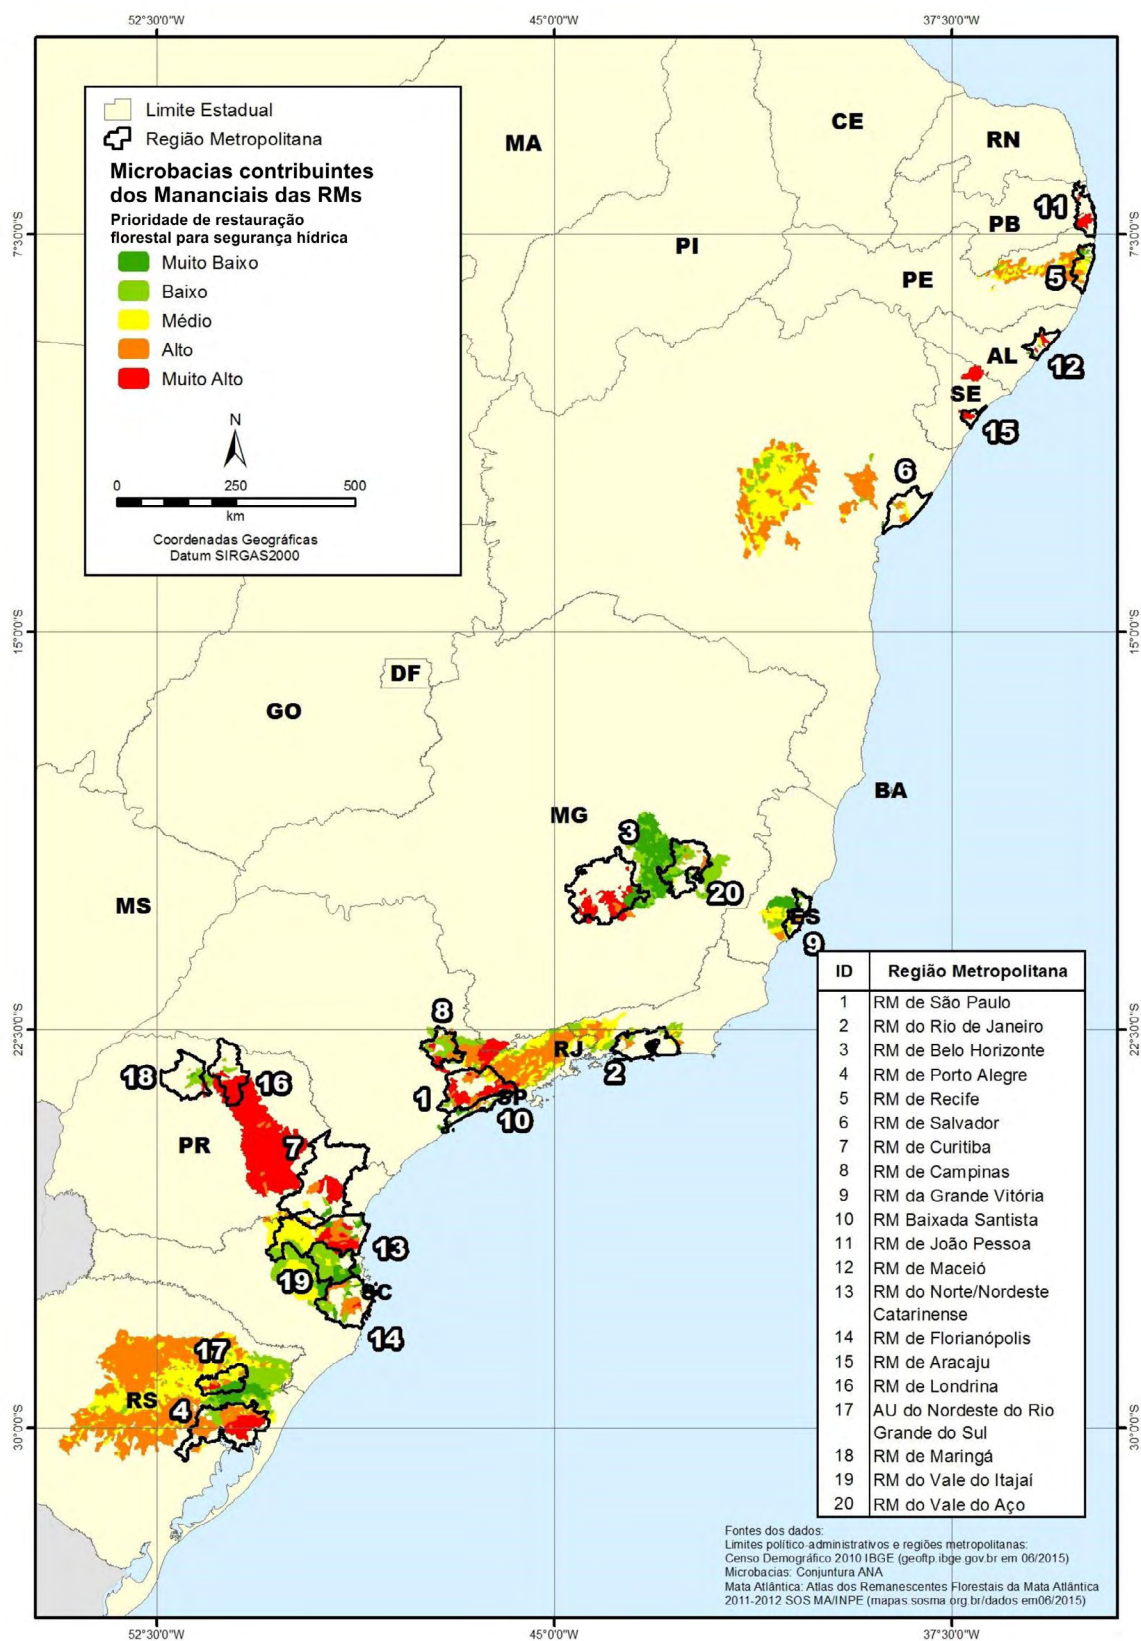 52°30'0"W
45°0'0"W
37°30'0"W
Limite Estadual
Região Metropolitana
Microbacias contribuintes
dos Mananciais das RMs
Prioridade de restauração
florestal para segurança hídrica
Muito Baixo
Baixo
Médio
Alto
Muito Alto
N
0
250
500
km
Coordenadas Geográficas
Datum SIRGAS2000
MA
CE
RN
11
PB
7°30'0"S
7°30'0"S
PI
PE
5
AL
12
SE
15
6
15°0'0"S
15°0'0"S
DF
GO
BA
MG
3
20
MS
ES
9
22°30'0"S
22°30'0"S
8
RJ
2
18
16
1
SP
10
PR
7
13
19
SC
14
17
RS
4
30°0'0"S
30°0'0"S
ID
Região Metropolitana
1 RM de São Paulo
2 RM do Rio de Janeiro
3 RM de Belo Horizonte
4 RM de Porto Alegre
5 RM de Recife
6 RM de Salvador
7 RM de Curitiba
8 RM de Campinas
9 RM da Grande Vitória
10 RM Baixada Santista
11 RM de João Pessoa
12 RM de Maceió
13 RM do Norte/Nordeste
Catarinense
14 RM de Florianópolis
15 RM de Aracaju
16 RM de Londrina
17 AU do Nordeste do Rio
Grande do Sul
18 RM de Maringá
19 RM do Vale do Itajaí
20 RM do Vale do Aço
Fontes dos dados:
Limites político-administrativos e regiões metropolitanas:
Censo Demográfico 2010 IBGE (geoftp.ibge.gov.br em 06/2015)
Microbacias: Conjuntura ANA
Mata Atlântica: Atlas dos Remanescentes Florestais da Mata Atlântica
2011-2012 SOS MA/INPE (mapas.sosma.org.br/dados em06/2015)
52°30'0"W
45°0'0"W
37°30'0"W